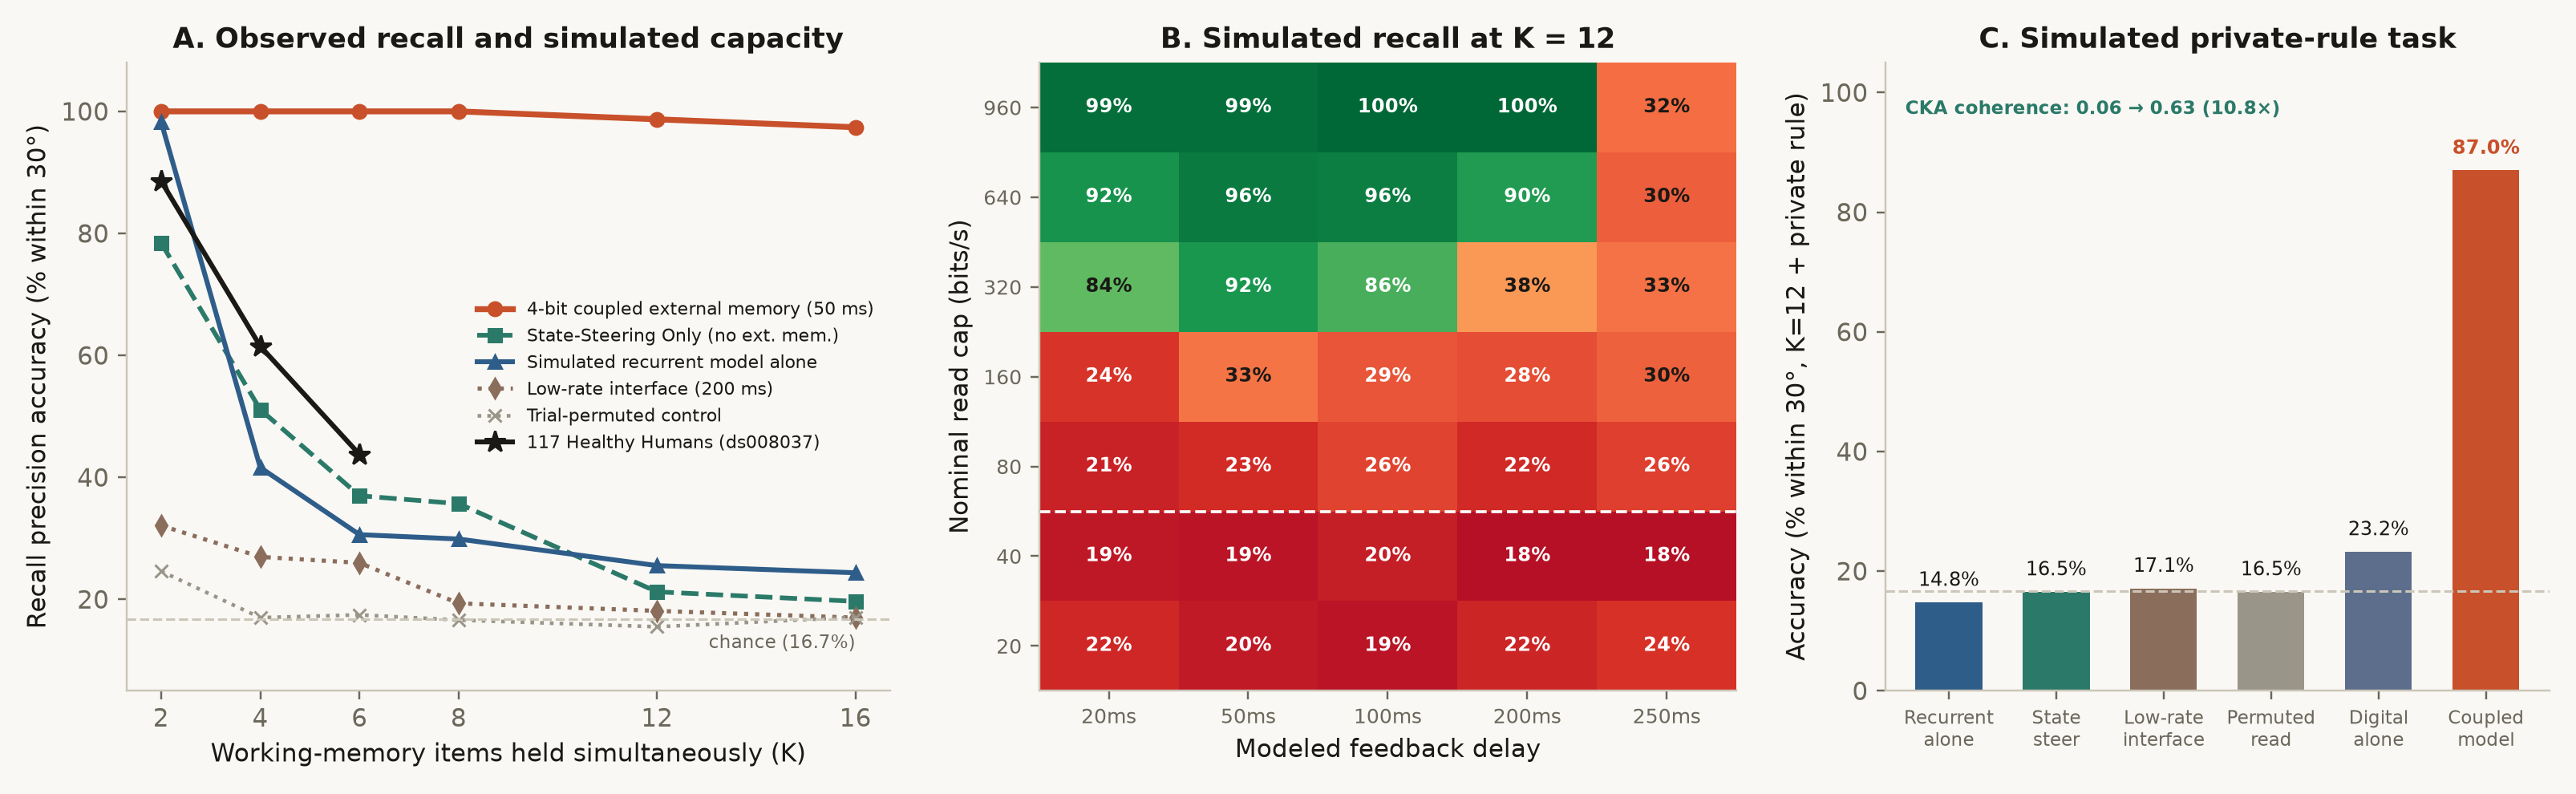 A. Observed recall and simulated capacity
Recall precision accuracy (% within 30°)
100
80
60
40
20
4-bit coupled external memory (50 ms)
State-Steering Only (no ext. mem.)
Simulated recurrent model alone
Low-rate interface (200 ms)
Trial-permuted control
117 Healthy Humans (ds008037)
chance (16.7%)
2 4 6 8 12 16
Working-memory items held simultaneously (K)
B. Simulated recall at K = 12
Nominal read cap (bits/s)
960 99% 99% 100% 100% 32%
640 92% 96% 96% 90% 30%
320 84% 92% 86% 38% 33%
160 24% 33% 29% 28% 30%
80 21% 23% 26% 22% 26%
40 19% 19% 20% 18% 18%
20 22% 20% 19% 22% 24%
20ms 50ms 100ms 200ms 250ms
Modeled feedback delay
C. Simulated private-rule task
Accuracy (% within 30°, K=12 + private rule)
100
80
60
40
20
0
CKA coherence: 0.06 → 0.63 (10.8×)
14.8% 16.5% 17.1% 16.5% 23.2% 87.0%
Recurrent State Low-rate Permuted Digital Coupled
alone steer interface read alone model